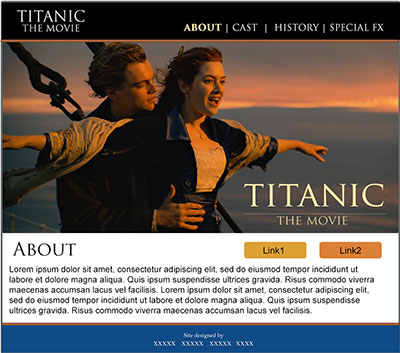 TITANIC
THE MOVIE
ABOUT | CAST | HISTORY | SPECIAL FX
TITANIC
THE MOVIE
ABOUT
Link1
Link2
Lorem ipsum dolor sit amet, consectetur adipiscing elit,
sed do eiusmod tempor incididunt ut
labore et dolore magna aliqua. Quis ipsum suspendisse
ultrices gravida. Risus commodo viverra
maecenas accumsan lacus vel facilisis. Lorem ipsum dolor
sit amet, consectetur adipiscing elit,
sed do eiusmod tempor incididunt ut
labore et dolore magna aliqua. Quis ipsum suspendisse
ultrices gravida. Risus commodo viverra
maecenas accumsan lacus vel facilisis.
Site designed by
xxxxx xxxxx xxxxx xxxx